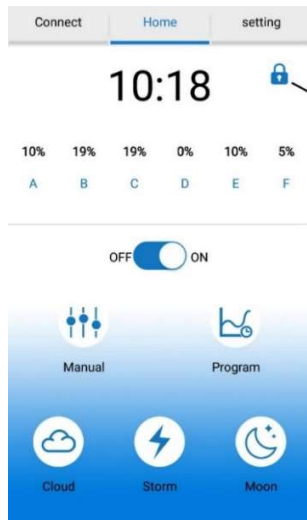 Connect Home setting
10:18
10% 19% 19% 0% 10% 5%
A B C D E F
OFF ON
Manual Program
Cloud Storm Moon